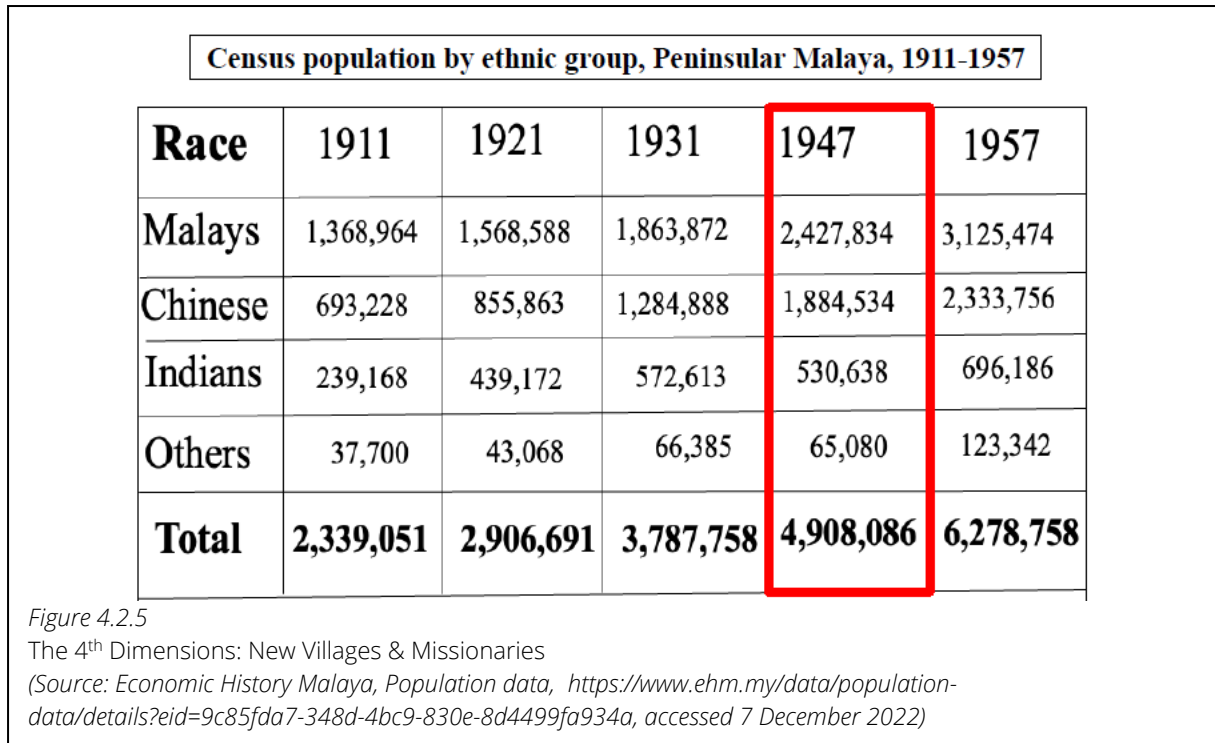 Census population by ethnic group, Peninsular Malaya, 1911-1957
Race 1911 1921 1931 1947 1957
Malays 1,368,964 1,568,588 1,863,872 2,427,834 3,125,474
Chinese 693,228 855,863 1,284,888 1,884,534 2,333,756
Indians 239,168 439,172 572,613 530,638 696,186
Others 37,700 43,068 66,385 65,080 123,342
Total 2,339,051 2,906,691 3,787,758 4,908,086 6,278,758
Figure 4.2.5
The 4th Dimensions: New Villages & Missionaries
(Source: Economic History Malaya, Population data, https://www.ehm.my/data/population-
data/details?eid=9c85fda7-348d-4bc9-830e-8d4499fa934a, accessed 7 December 2022)